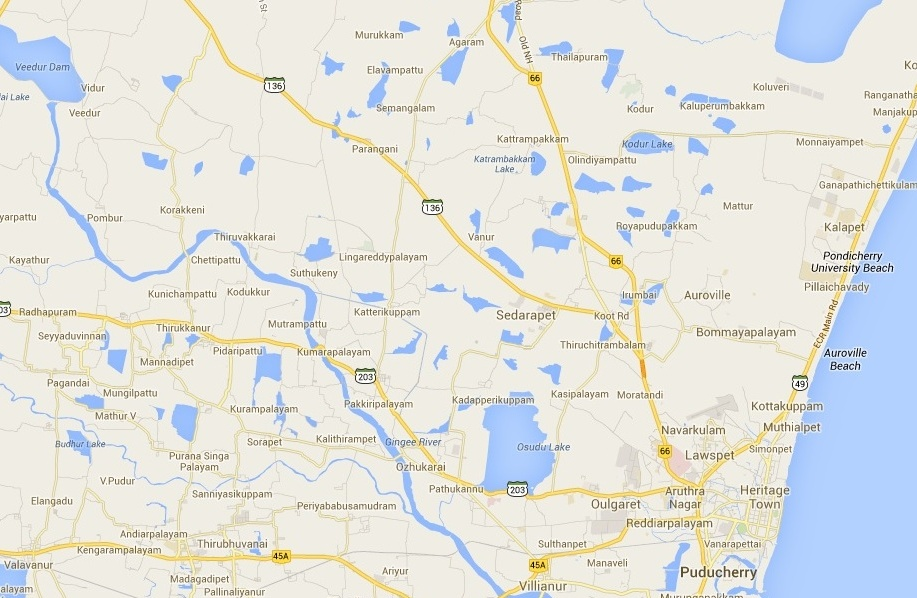 Murukkam
Agaram
Road
Old NH
Thailapuram
Veedur Dam
Vidur
136
Elavampattu
66
Koluveri
Ranganatha
Semangalam
Kodur
Kaluperumbakkam
Manjakup
Veedur
Kattrampakkam
Kodur Lake
Monnaiyampet
Parangani
Katrambakkam
Lake
Olindiyampattu
Ganapathichettikulam
136
Mattur
Korakkeni
Pombur
Royapudupakkam
Kalapet
Thiruvakkarai
Vanur
Kayathur
Chettipattu
Lingareddypalayam
66
Pondicherry
University Beach
Suthukeny
Pillaichavady
Kunichampattu
Kodukkur
Irumbai
Auroville
Radhapuram
Katterikuppam
Sedarapet
Koot Rd
ECR Main Rd
Thirukkanur
Mutrampattu
Bommayapalayam
Seyyaduvinnan
Pidaripattu
Kumarapalayam
Thiruchitrambalam
Auroville
Beach
Mannadipet
203
Pagandai
49
Mungilpattu
Kasipalayam
Moratandi
Kadapperikuppam
Kurampalayam
Pakkiripalayam
Kottakuppam
Mathur V
Muthialpet
Navarkulam
Budhur Lake
Sorapet
Kalithirampet
Gingee River
Osudu Lake
66
Lawspet
Simonpet
Purana Singa
Palayam
Ozhukarai
V.Pudur
Pathukannu
203
Aruthra
Nagar
Heritage
Town
Sanniyasikuppam
Elangadu
Periyababusamudram
Oulgaret
Reddiarpalayam
Andiarpalayam
Thirubhuvanai
Sulthanpet
Vanarapettai
Kengarampalayam
45A
45A
Manaveli
Valavanur
Ariyur
Puducherry
Madagadipet
Villianur
Pallinaliyanur